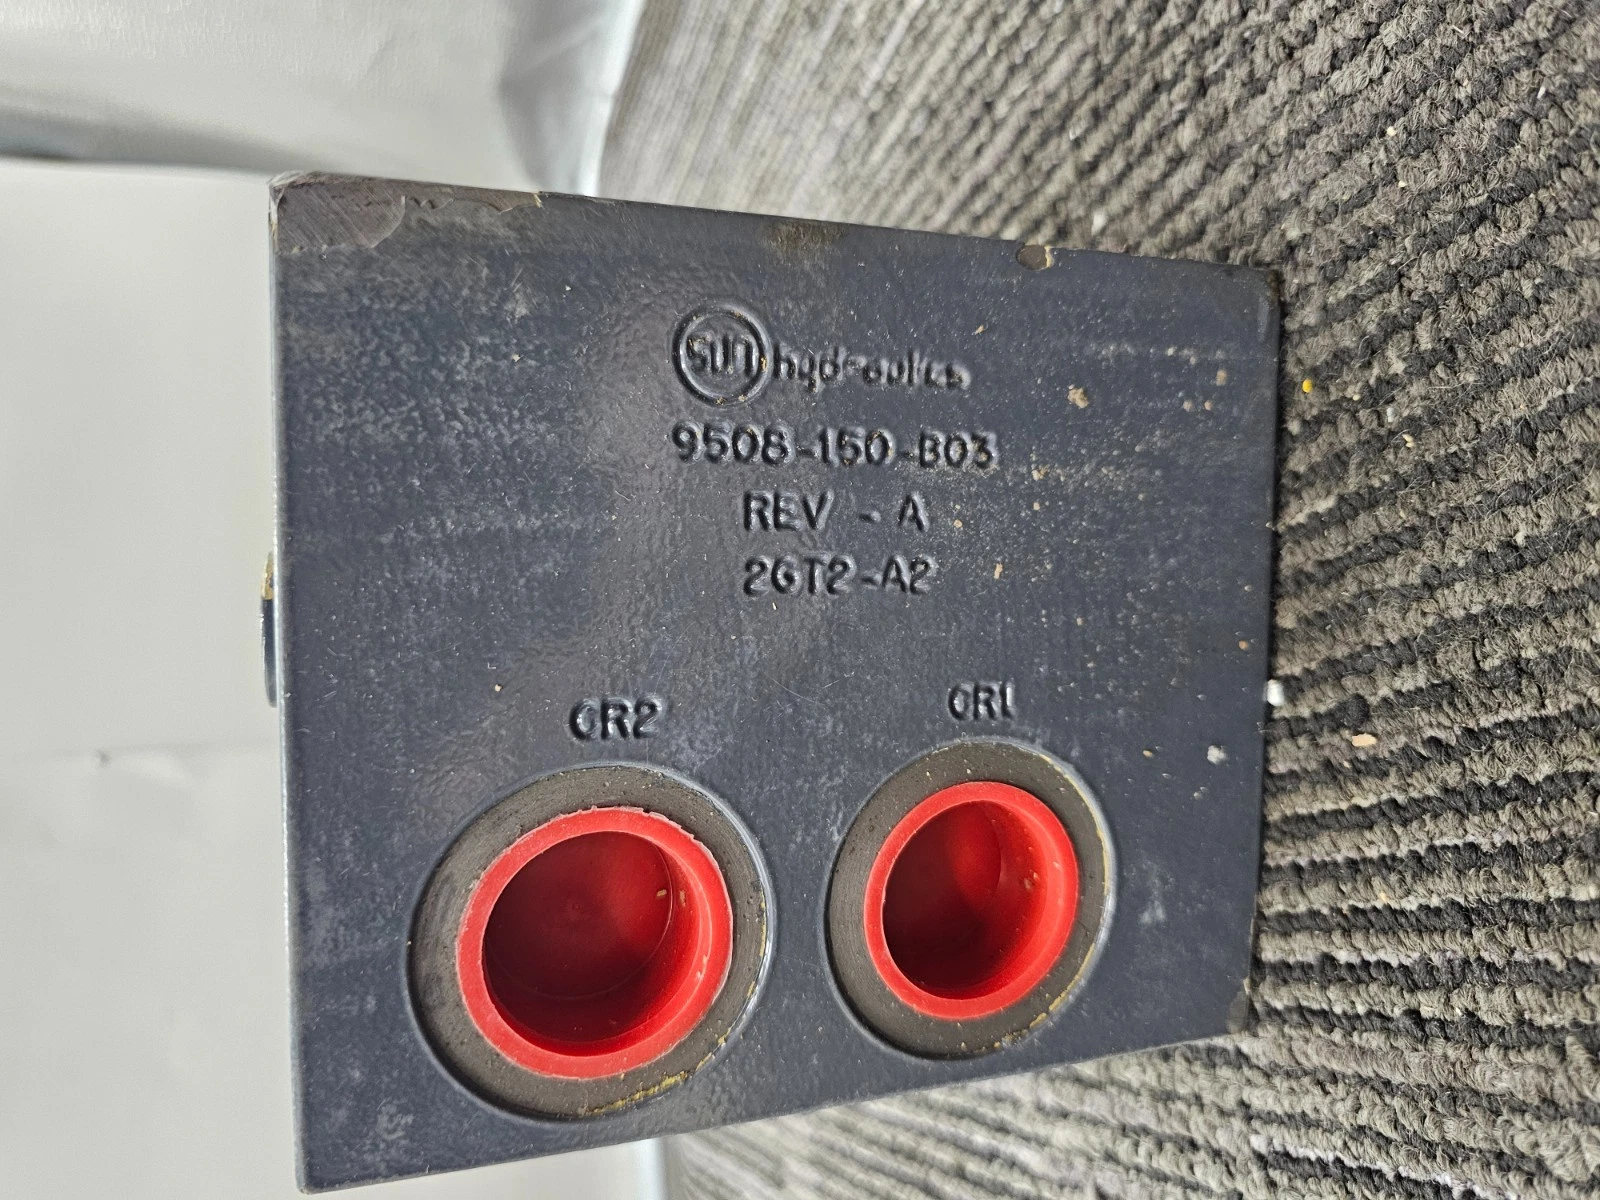 sun hydraulics
9508-150-B03
REV - A
2GT2-A2
CR2
CR1